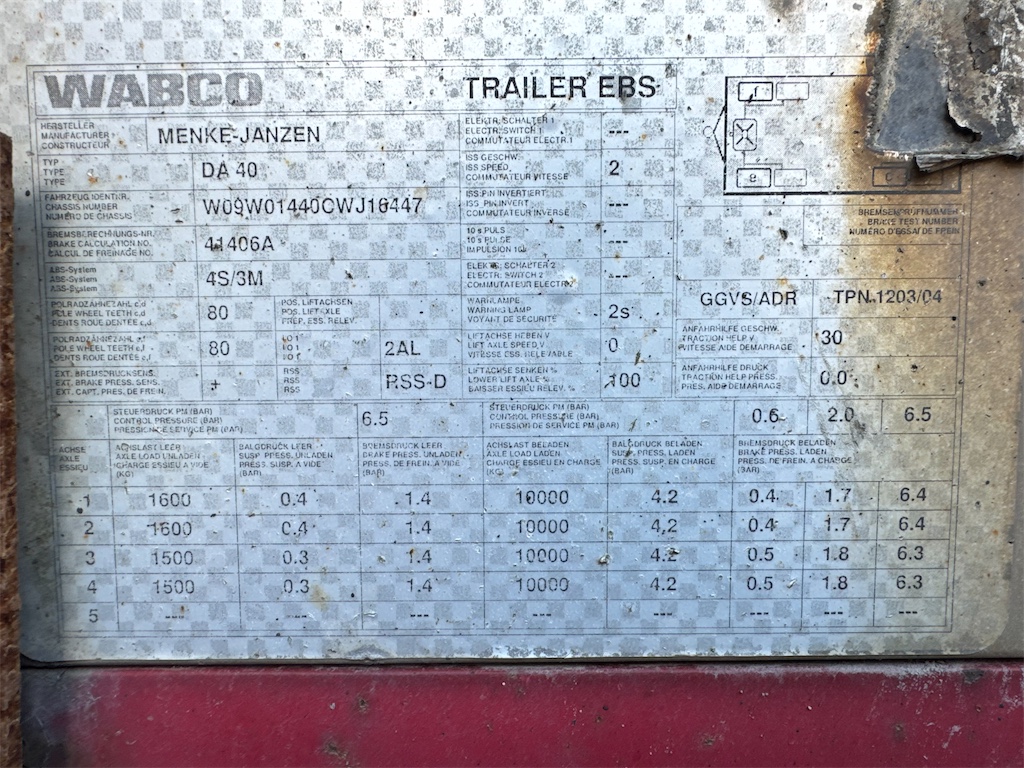 WABCO
TRAILER EBS
HERSTELLER
MANUFACTURER
CONSTRUCTEUR
MENKE-JANZEN
ELEKTR. SCHALTER 1
ELECTR. SWITCH 1
COMMUTATEUR ELECTR. 1
---
TYP
TYPE
TYPE
DA 40
ISS GESCHW.
ISS SPEED
COMMUTATEUR VITESSE
2
FAHRZEUG IDENT.NR.
CHASSIS NUMBER
NUMÉRO DE CHASSIS
W09W01440CWJ16447
ISS PIN INVERTIERT
ISS PIN INVERT
COMMUTATEUR INVERSE
---
BREMSENPRÜFNUMMER
BRAKE TEST NUMBER
NUMÉRO D'ESSAI DE FREIN
BREMSBERECHNUNGS-NR.
BRAKE CALCULATION NO.
CALCUL DE FREINAGE NO.
41406A
10 s PULS
10 s PULSE
IMPULSION 10s
---
ABS-System
ABS-System
ABS-System
4S/3M
ELEKTR. SCHALTER 2
ELECTR. SWITCH 2
COMMUTATEUR ELECTR. 2
---
GGVS/ADR
TPN.1203/04
POLRADZÄHNEZAHL c,d
POLE WHEEL TEETH c,d
DENTS ROUE DENTÉE c,d
80
POS. LIFTACHSEN
POS. LIFT AXLE
PREP. ESS. RELEV.
WARNLAMPE
WARNING LAMP
VOYANT DE SÉCURITÉ
2s
POLRADZÄHNEZAHL e,f
POLE WHEEL TEETH e,f
DENTS ROUE DENTÉE e,f
80
2AL
LIFTACHSE HEBEN V
LIFT AXLE SPEED V
VITESSE ESS. RELEVABLE
0
ANFAHRHILFE GESCHW.
TRACTION HELP V
VITESSE AIDE DÉMARRAGE
30
EXT. BREMSDRUCKSENS.
EXT. BRAKE PRESS. SENS.
EXT. CAPT. PRES. DE FREIN.
+
RSS
RSS
RSS
RSS-D
LIFTACHSE SENKEN %
LOWER LIFT AXLE %
BAISSER ESSIEU RELEV. %
100
ANFAHRHILFE DRUCK
TRACTION HELP PRESS.
PRES. AIDE DÉMARRAGE
0.0
STEUERDRUCK PM (BAR)
CONTROL PRESSURE (BAR)
PRESSION DE SERVICE PM (BAR)
6.5
STEUERDRUCK PM (BAR)
CONTROL PRESSURE (BAR)
PRESSION DE SERVICE PM (BAR)
0.6 2.0 6.5
ACHSE
AXLE
ESSIEU
ACHSLAST LEER
AXLE LOAD UNLADEN
CHARGE ESSIEU A VIDE
(KG)
BALGDRUCK LEER
SUSP. PRESS. UNLADEN
PRESS. SUSP. A VIDE
(BAR)
BREMSDRUCK LEER
BRAKE PRESS. UNLADEN
PRESS. DE FREIN. A VIDE
(BAR)
ACHSLAST BELADEN
AXLE LOAD LADEN
CHARGE ESSIEU EN CHARGE
(KG)
BALGDRUCK BELADEN
SUSP. PRESS. LADEN
PRESS. SUSP. EN CHARGE
(BAR)
BREMSDRUCK BELADEN
BRAKE PRESS. LADEN
PRESS. DE FREIN. A CHARGE
(BAR)
1 1600 0.4 1.4 10000 4.2 0.4 1.7 6.4
2 1600 0.4 1.4 10000 4,2 0.4 1.7 6.4
3 1500 0.3 1.4 10000 4.2 0.5 1.8 6.3
4 1500 0.3 1.4 10000 4.2 0.5 1.8 6.3
5 --- --- --- --- --- --- --- ---